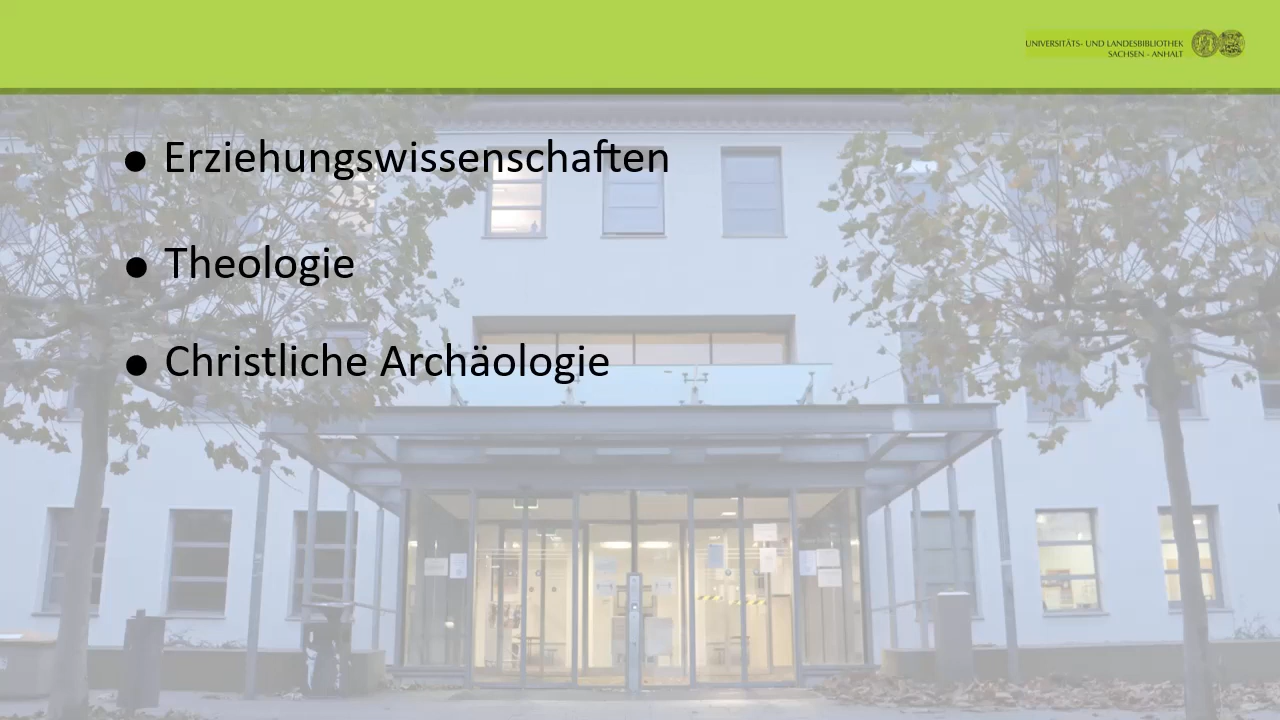 UNIVERSITÄTS- UND LANDESBIBLIOTHEK
SACHSEN - ANHALT
● Erziehungswissenschaften
● Theologie
● Christliche Archäologie